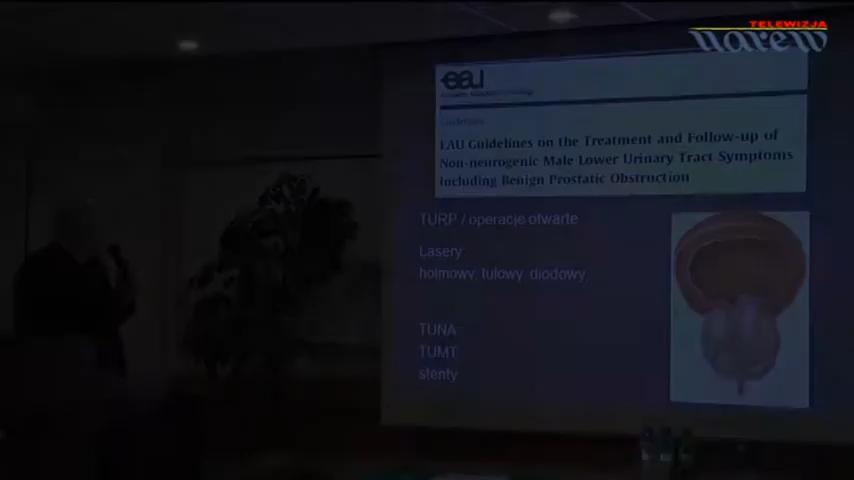 TELEWIZJA
narew
eau
EAU Guidelines on the Treatment and Follow-up of
Non-neurogenic Male Lower Urinary Tract Symptoms
including Benign Prostatic Obstruction
TURP / operacje otwarte
Lasery
holmowy, tulowy, diodowy
TUNA
TUMT
stenty